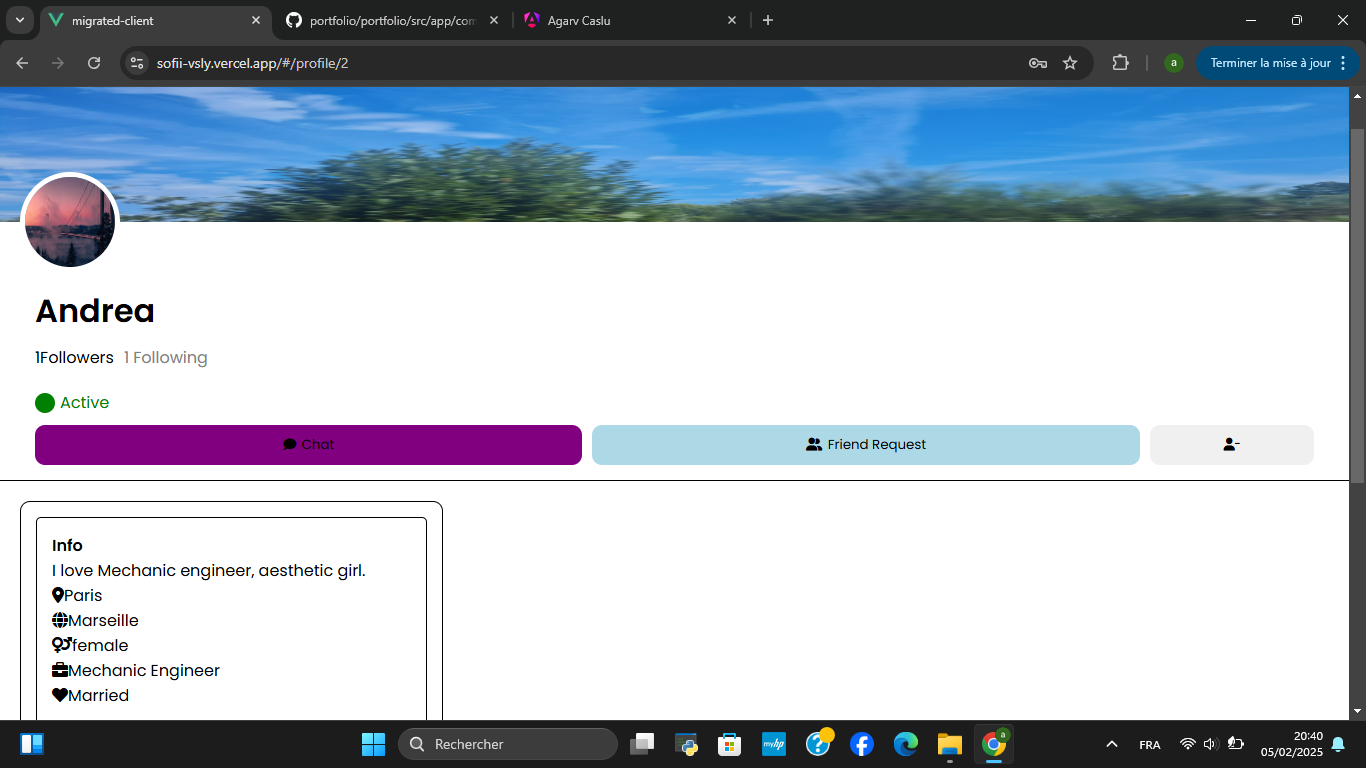 migrated-client
portfolio/portfolio/src/app/com
Agarv Caslu
sofii-vsly.vercel.app/#/profile/2
a
Terminer la mise à jour
Andrea
1Followers 1 Following
Active
Chat
Friend Request
Info
I love Mechanic engineer, aesthetic girl.
Paris
Marseille
female
Mechanic Engineer
Married
Rechercher
myhp
a
FRA
20:40
05/02/2025